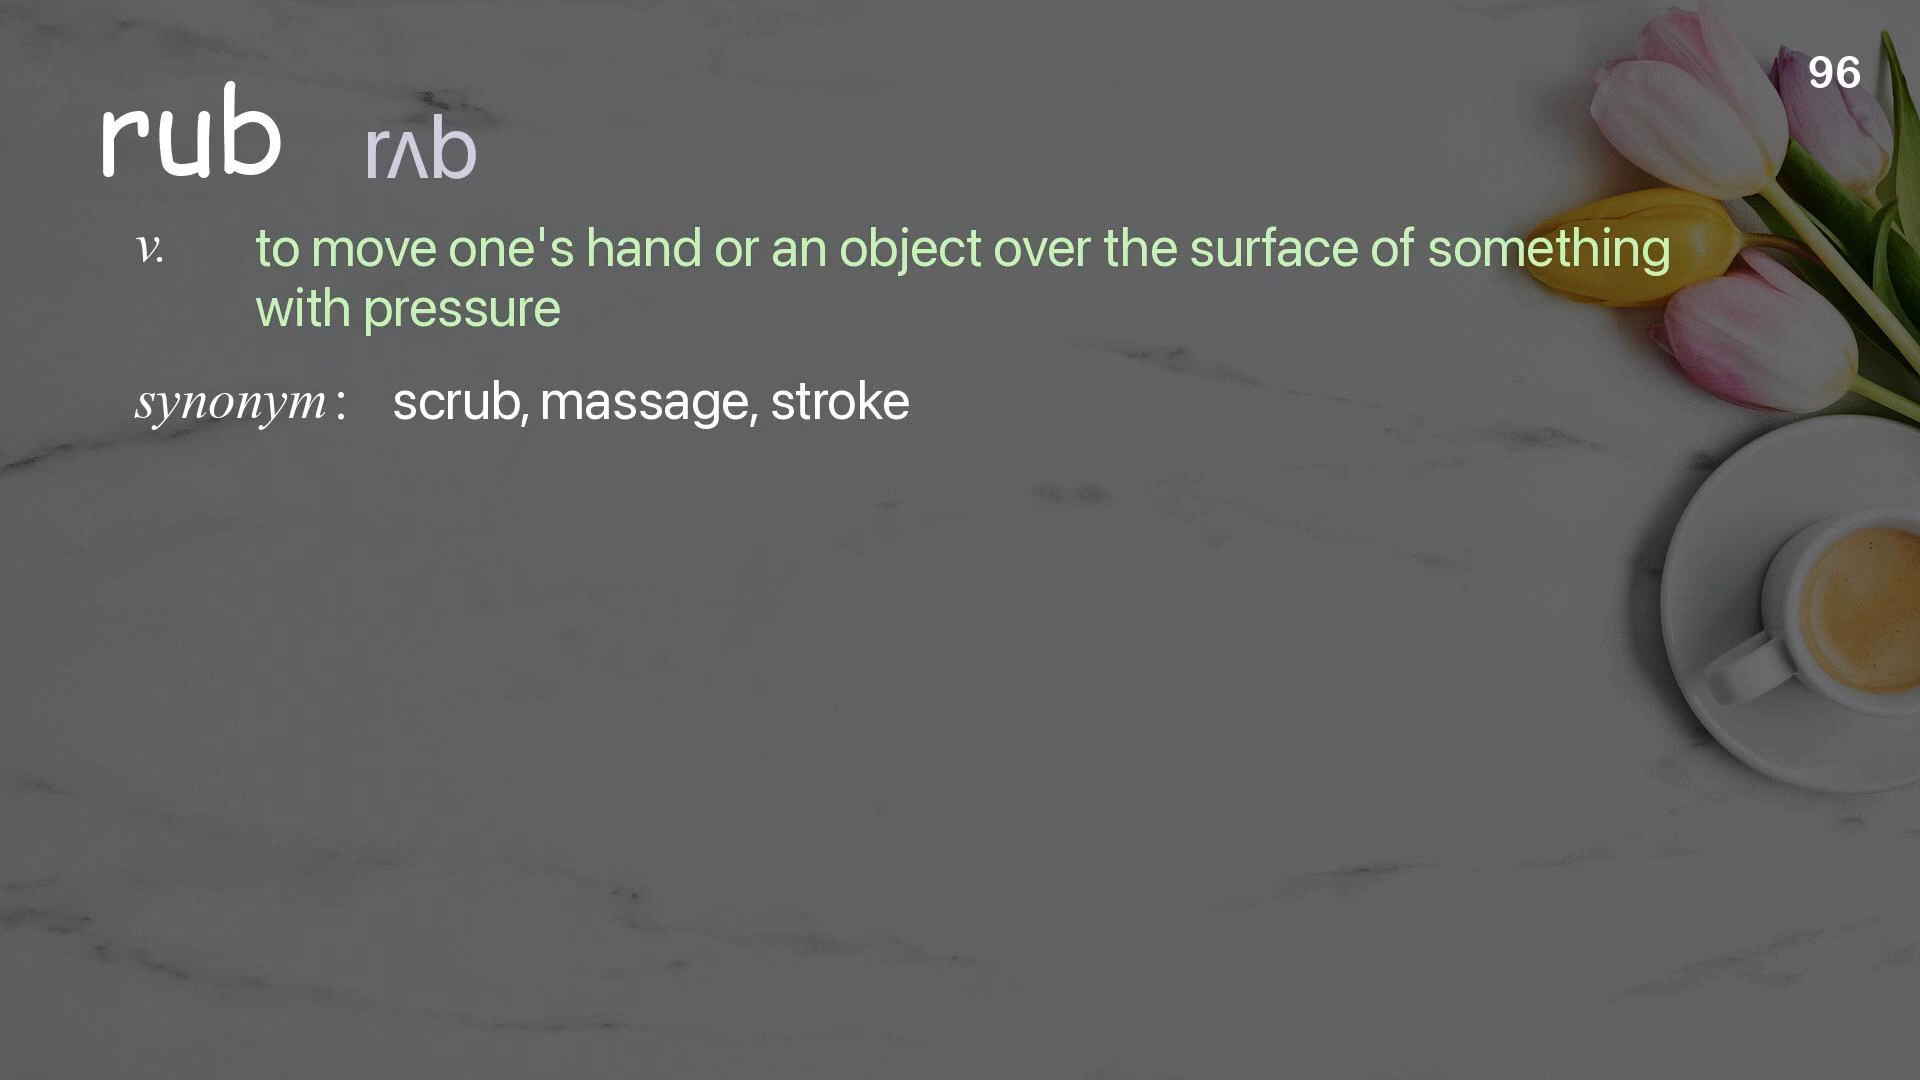 96
rub rʌb
v. to move one's hand or an object over the surface of something
with pressure
synonym : scrub, massage, stroke